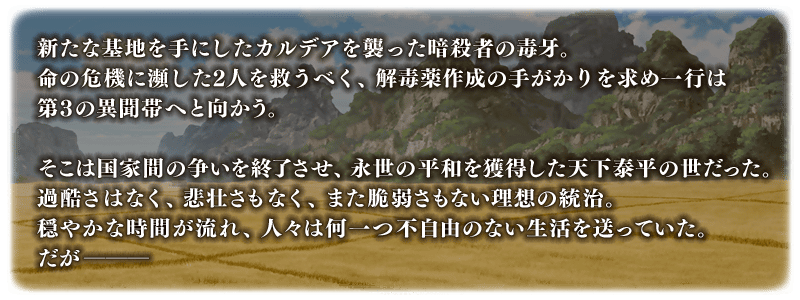 新たな基地を手にしたカルデアを襲った暗殺者の毒牙。
命の危機に瀕した2人を救うべく、解毒薬作成の手がかりを求め一行は
第3の異聞帯へと向かう。
そこは国家間の争いを終了させ、永世の平和を獲得した天下泰平の世だった。
過酷さはなく、悲壮さもなく、また脆弱さもない理想の統治。
穏やかな時間が流れ、人々は何一つ不自由のない生活を送っていた。
だが———